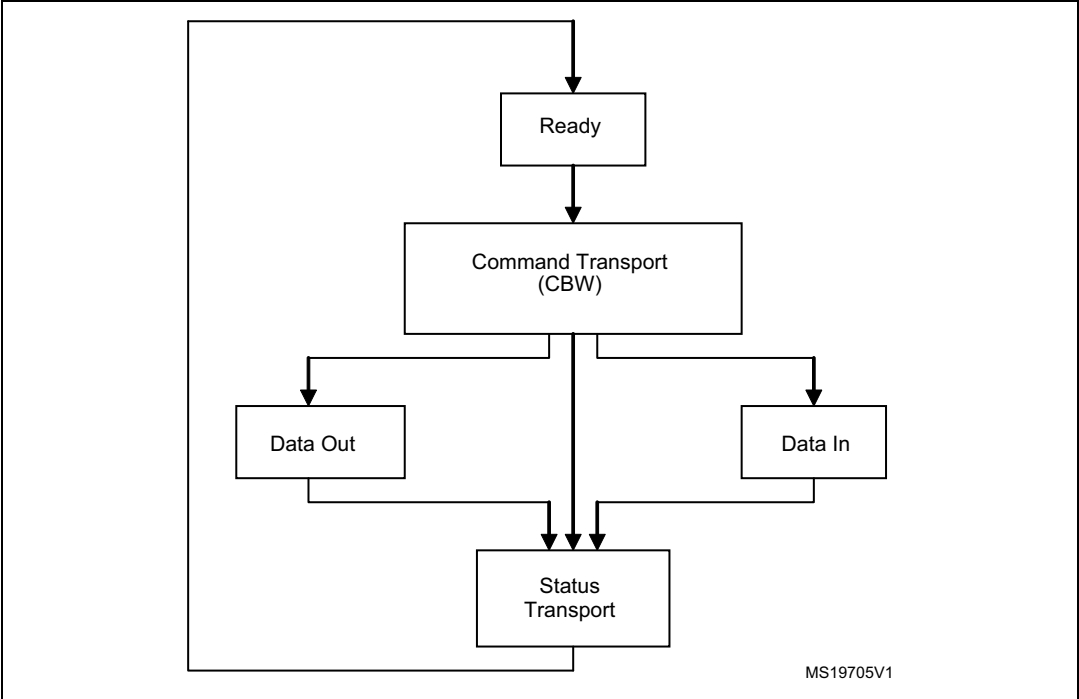 Ready
Command Transport
(CBW)
Data Out
Data In
Status
Transport
MS19705V1